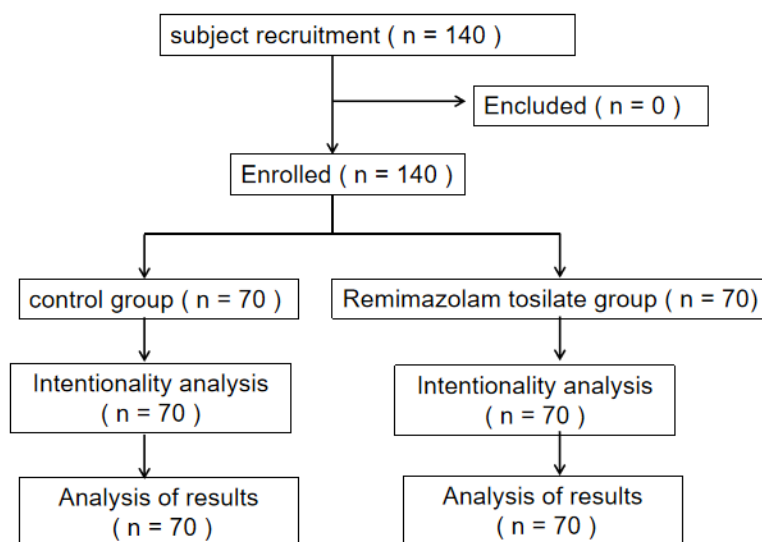 subject recruitment ( n = 140 )
Encluded ( n = 0 )
Enrolled ( n = 140 )
control group ( n = 70 )
Remimazolam tosilate group ( n = 70)
Intentionality analysis
( n = 70 )
Intentionality analysis
( n = 70 )
Analysis of results
( n = 70 )
Analysis of results
( n = 70 )